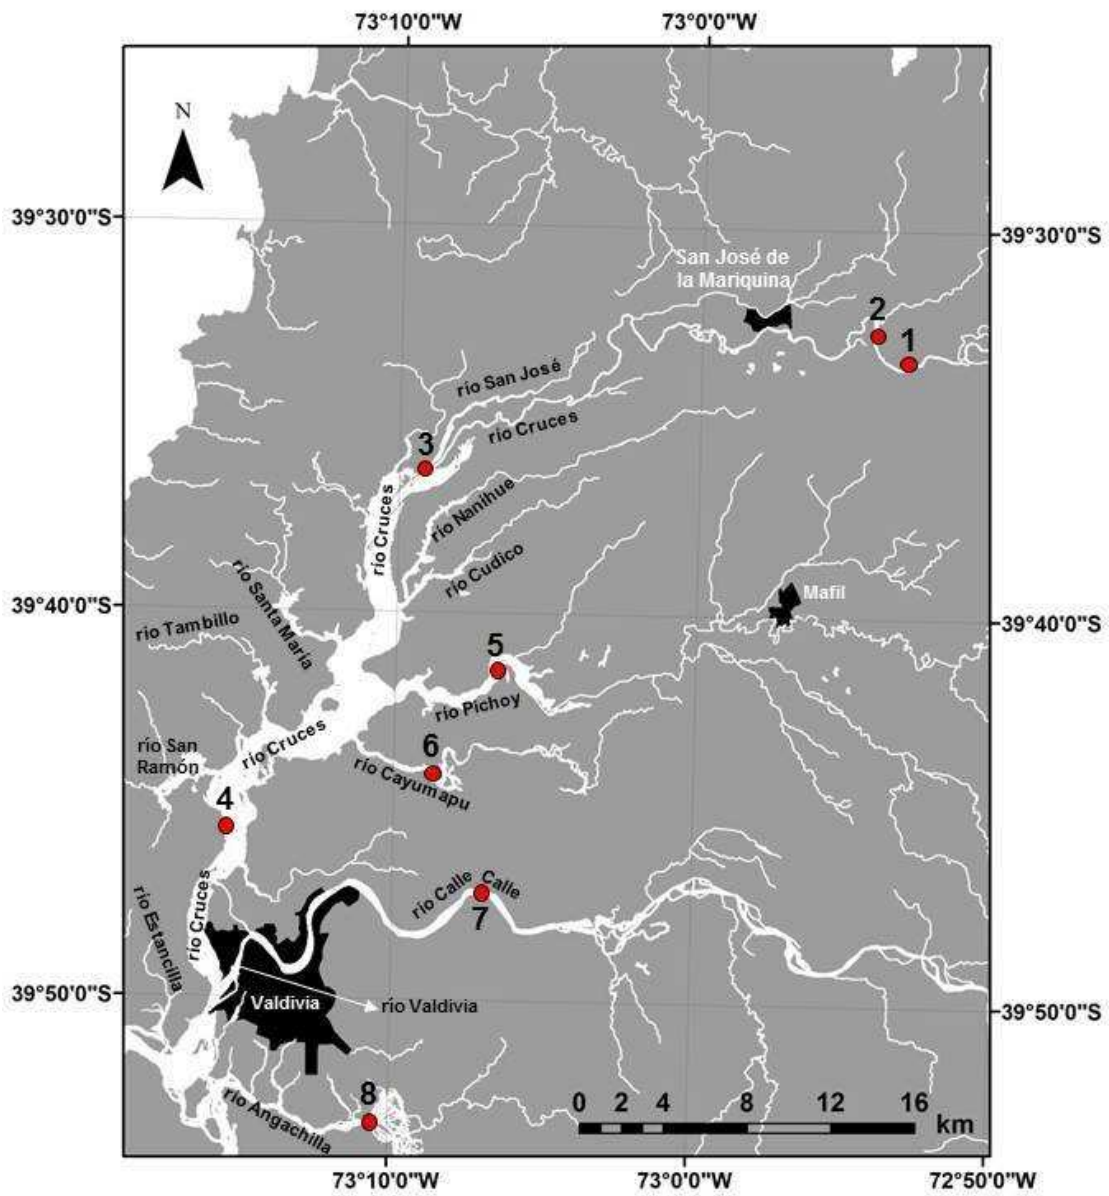 73°10'0"W 73°0'0"W
N
39°30'0"S
39°30'0"S
San José de
la Mariquina
2
1
río San José
río Cruces
3
río Cruces
río Nanihue
río Cudico
río Santa María
39°40'0"S
Mafil
río Tambillo
39°40'0"S
5
río Pichoy
río Cruces
río San
Ramón
6
río Cayumapu
4
río Calle Calle
7
río Cruces
río Estancilla
39°50'0"S
Valdivia
río Valdivia
39°50'0"S
8
río Angachilla
0 2 4 8 12 16
km
73°10'0"W 73°0'0"W 72°50'0"W